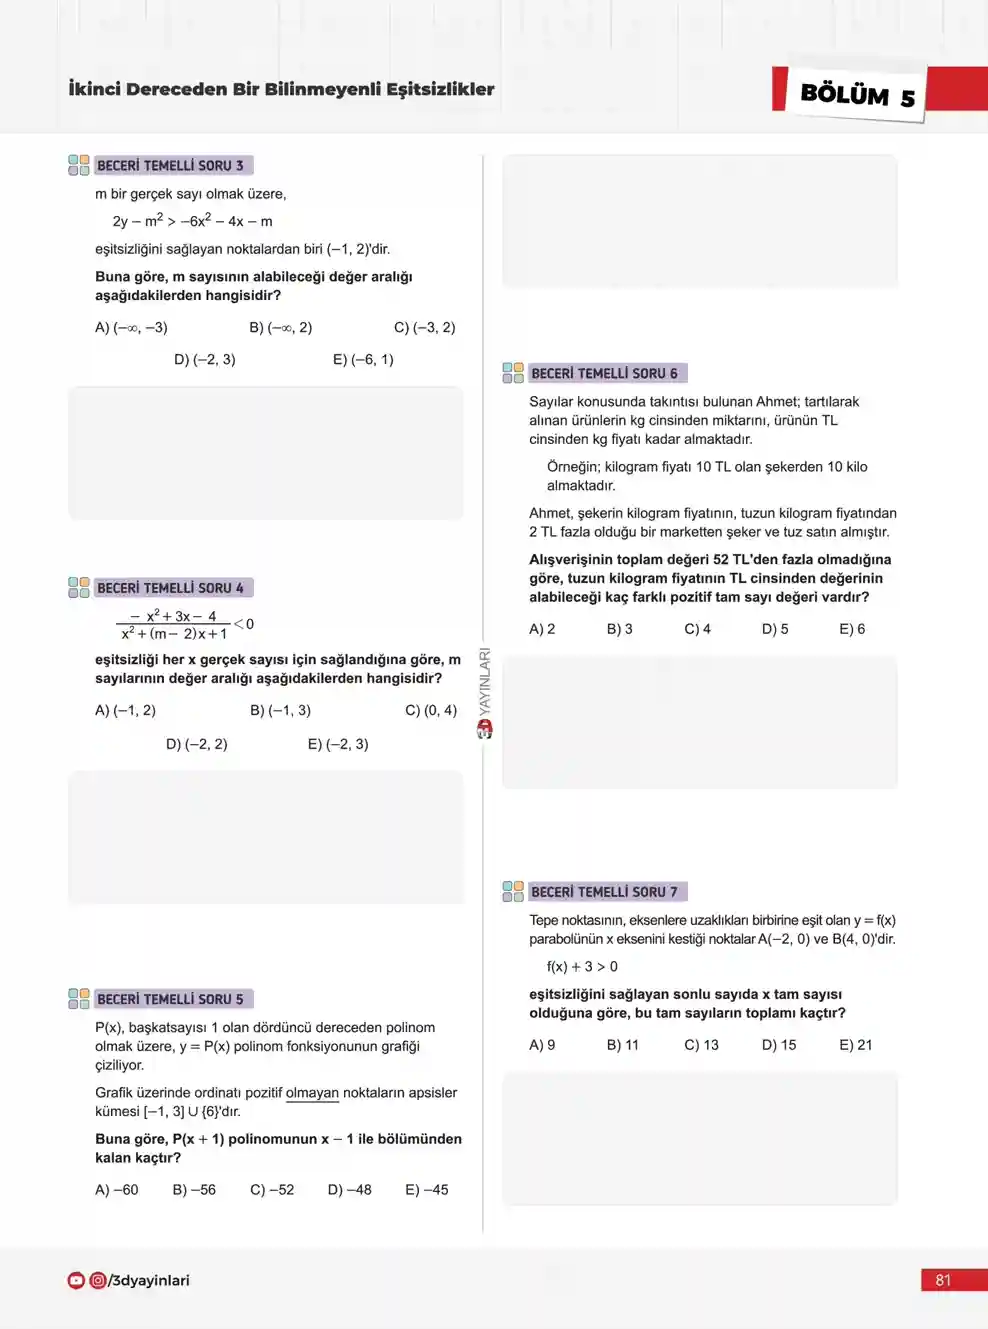 İkinci Dereceden Bir Bilinmeyenli Eşitsizlikler
BÖLÜM 5
BECERİ TEMELLİ SORU 3
m bir gerçek sayı olmak üzere,
2y – m² > –6x² – 4x – m
eşitsizliğini sağlayan noktalardan biri (–1, 2)'dir.
Buna göre, m sayısının alabileceği değer aralığı
aşağıdakilerden hangisidir?
A) (–∞, –3) B) (–∞, 2) C) (–3, 2)
D) (–2, 3) E) (–6, 1)
BECERİ TEMELLİ SORU 4
– x² + 3x – 4
x² + (m – 2)x + 1
< 0
eşitsizliği her x gerçek sayısı için sağlandığına göre, m
sayılarının değer aralığı aşağıdakilerden hangisidir?
A) (–1, 2) B) (–1, 3) C) (0, 4)
D) (–2, 2) E) (–2, 3)
BECERİ TEMELLİ SORU 5
P(x), başkatsayısı 1 olan dördüncü dereceden polinom
olmak üzere, y = P(x) polinom fonksiyonunun grafiği
çiziliyor.
Grafik üzerinde ordinatı pozitif olmayan noktaların apsisler
kümesi [–1, 3] ∪ {6}'dır.
Buna göre, P(x + 1) polinomunun x – 1 ile bölümünden
kalan kaçtır?
A) –60 B) –56 C) –52 D) –48 E) –45
3D YAYINLARI
BECERİ TEMELLİ SORU 6
Sayılar konusunda takıntısı bulunan Ahmet; tartılarak
alınan ürünlerin kg cinsinden miktarını, ürünün TL
cinsinden kg fiyatı kadar almaktadır.
Örneğin; kilogram fiyatı 10 TL olan şekerden 10 kilo
almaktadır.
Ahmet, şekerin kilogram fiyatının, tuzun kilogram fiyatından
2 TL fazla olduğu bir marketten şeker ve tuz satın almıştır.
Alışverişinin toplam değeri 52 TL'den fazla olmadığına
göre, tuzun kilogram fiyatının TL cinsinden değerinin
alabileceği kaç farklı pozitif tam sayı değeri vardır?
A) 2 B) 3 C) 4 D) 5 E) 6
BECERİ TEMELLİ SORU 7
Tepe noktasının, eksenlere uzaklıkları birbirine eşit olan y = f(x)
parabolünün x eksenini kestiği noktalar A(–2, 0) ve B(4, 0)'dir.
f(x) + 3 > 0
eşitsizliğini sağlayan sonlu sayıda x tam sayısı
olduğuna göre, bu tam sayıların toplamı kaçtır?
A) 9 B) 11 C) 13 D) 15 E) 21
/3dyayinlari
81